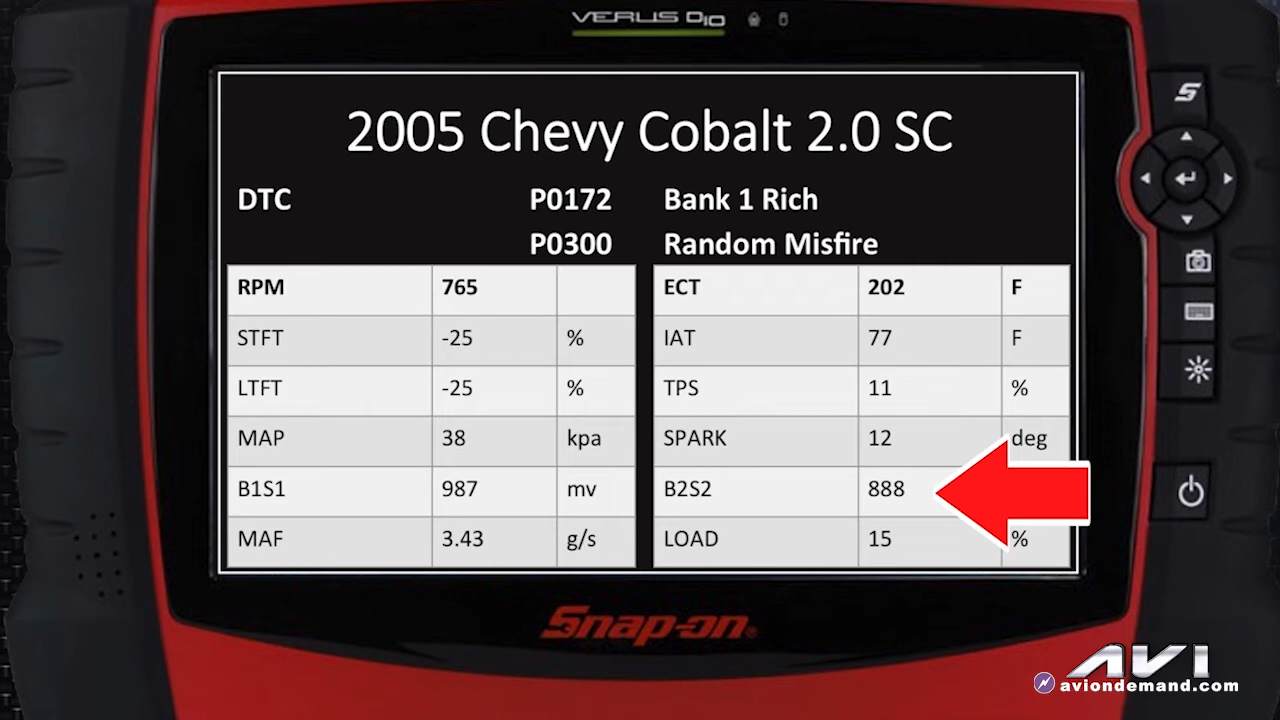 VERUS D10
2005 Chevy Cobalt 2.0 SC
DTC P0172 Bank 1 Rich
P0300 Random Misfire
RPM 765 ECT 202 F
STFT -25 % IAT 77 F
LTFT -25 % TPS 11 %
MAP 38 kpa SPARK 12 deg
B1S1 987 mv B2S2 888
MAF 3.43 g/s LOAD 15 %
Snap-on
AVI
aviondemand.com